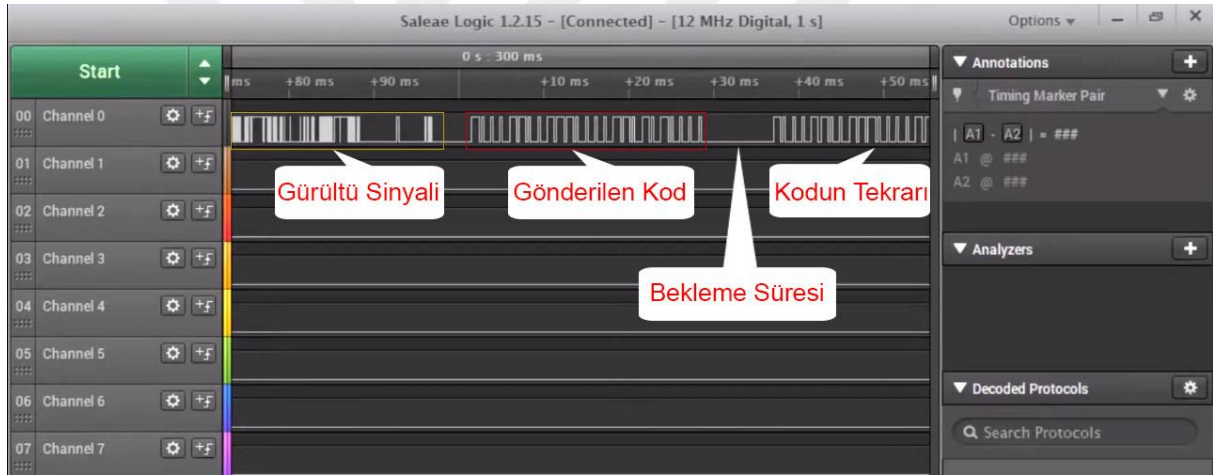 Saleae Logic 1.2.15 - [Connected] - [12 MHz Digital, 1 s]
Options
Start
0 s : 300 ms
ms +80 ms +90 ms +10 ms +20 ms +30 ms +40 ms +50 ms
00 Channel 0
01 Channel 1
02 Channel 2
03 Channel 3
04 Channel 4
05 Channel 5
06 Channel 6
07 Channel 7
Gürültü Sinyali
Gönderilen Kod
Kodun Tekrarı
Bekleme Süresi
Annotations
Timing Marker Pair
| A1 - A2 | = ###
A1 @ ###
A2 @ ###
Analyzers
Decoded Protocols
Search Protocols